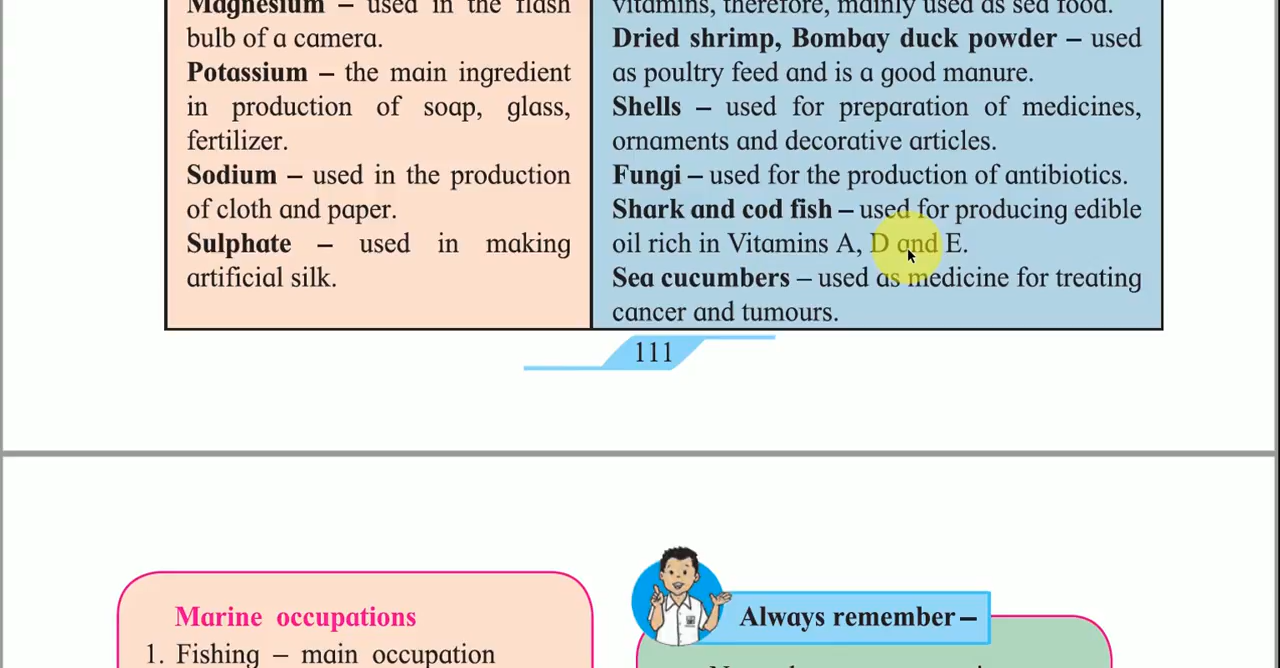 Magnesium – used in the flash
bulb of a camera.
Potassium – the main ingredient
in production of soap, glass,
fertilizer.
Sodium – used in the production
of cloth and paper.
Sulphate – used in making
artificial silk.
vitamins, therefore, mainly used as sea food.
Dried shrimp, Bombay duck powder – used
as poultry feed and is a good manure.
Shells – used for preparation of medicines,
ornaments and decorative articles.
Fungi – used for the production of antibiotics.
Shark and cod fish – used for producing edible
oil rich in Vitamins A, D and E.
Sea cucumbers – used as medicine for treating
cancer and tumours.
111
Marine occupations
1. Fishing – main occupation
Always remember –